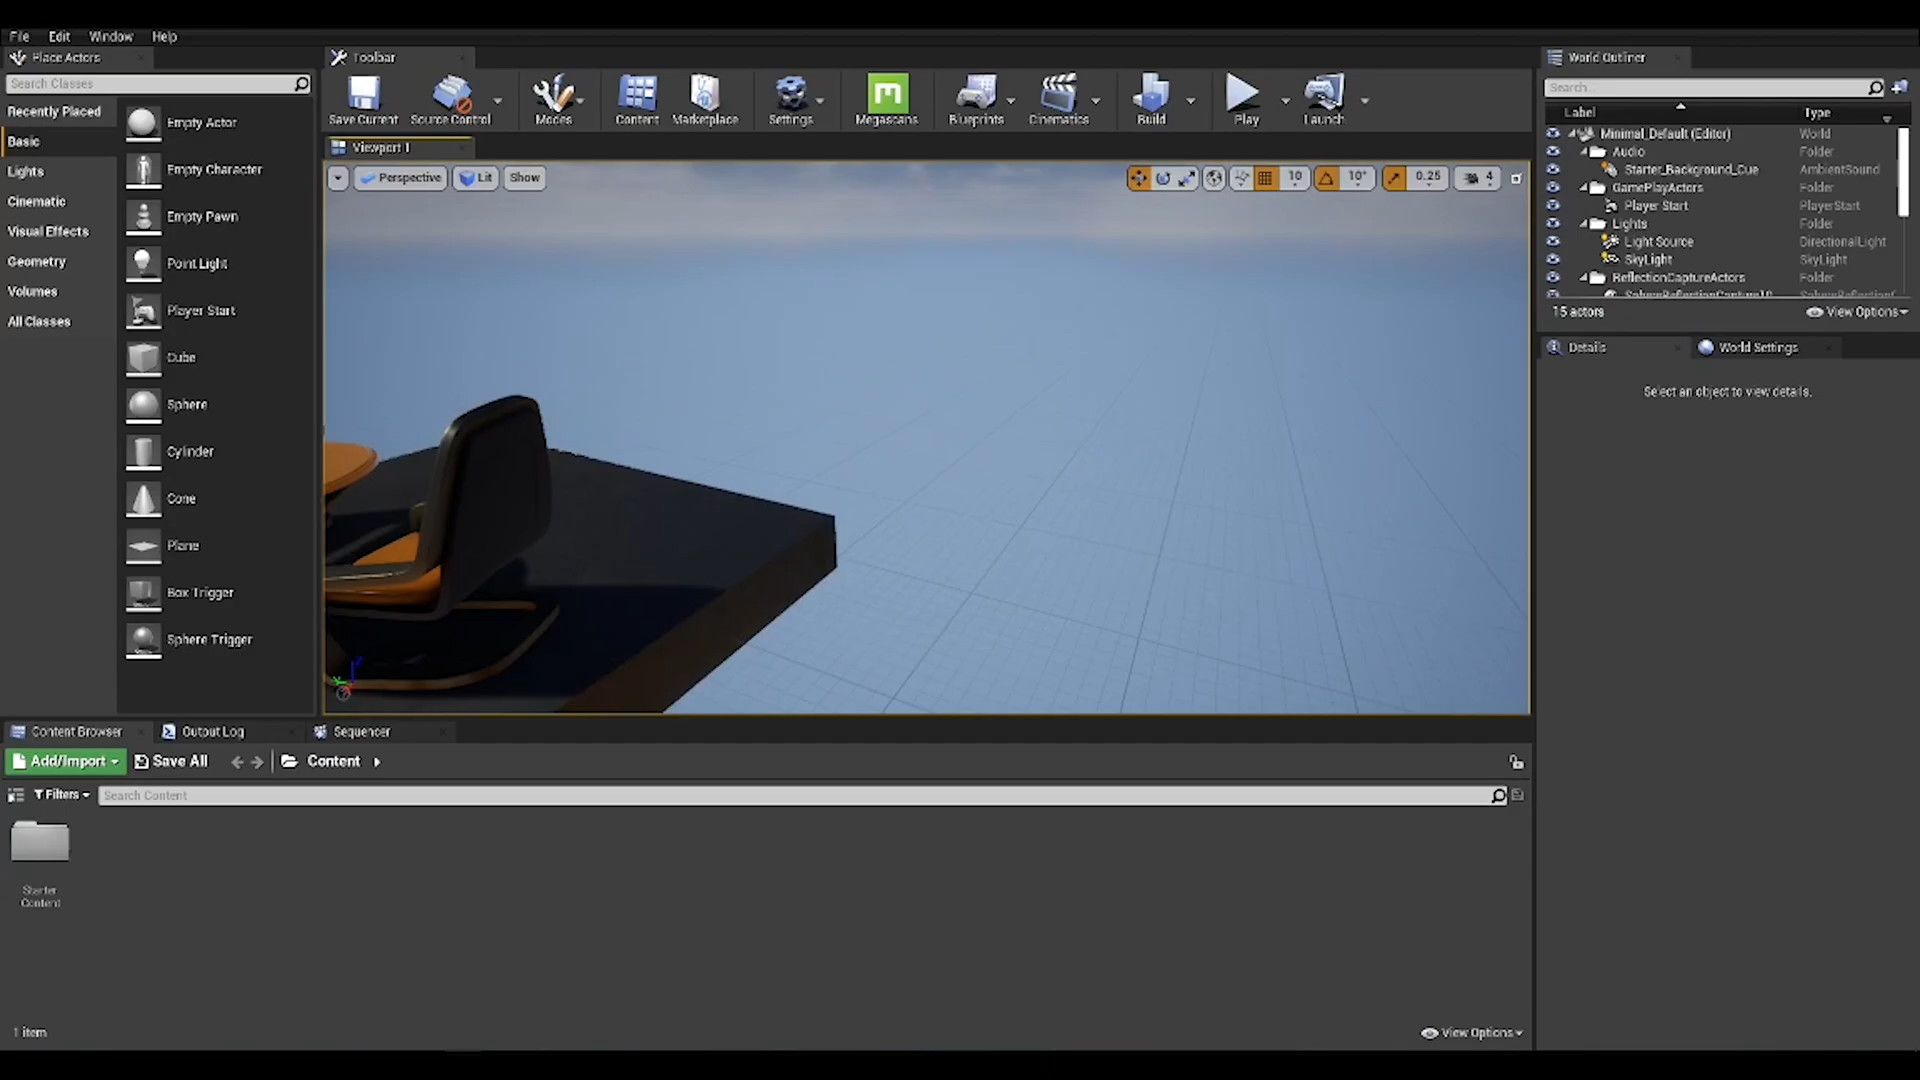 File Edit Window Help
Place Actors
Search Classes
Recently Placed
Basic
Lights
Cinematic
Visual Effects
Geometry
Volumes
All Classes
Empty Actor
Empty Character
Empty Pawn
Point Light
Player Start
Cube
Sphere
Cylinder
Cone
Plane
Box Trigger
Sphere Trigger
Toolbar
Save Current Source Control Modes Content Marketplace Settings Megascans Blueprints Cinematics Build Play Launch
Viewport 1
Perspective Lit Show 10 10° 0.25 4
World Outliner
Search...
Label Type
Minimal_Default (Editor) World
Audio Folder
Starter_Background_Cue AmbientSound
GamePlayActors Folder
Player Start PlayerStart
Lights Folder
Light Source DirectionalLight
SkyLight SkyLight
ReflectionCaptureActors Folder
SphereReflectionCapture10 SphereReflectionC
15 actors View Options
Details World Settings
Select an object to view details.
Content Browser Output Log Sequencer
Add/Import Save All Content
Filters Search Content
Starter
Content
1 item View Options